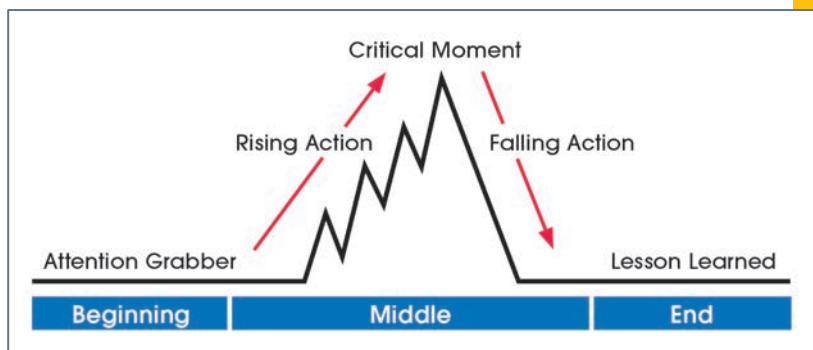 Critical Moment
Rising Action
Falling Action
Attention Grabber
Lesson Learned
Beginning
Middle
End